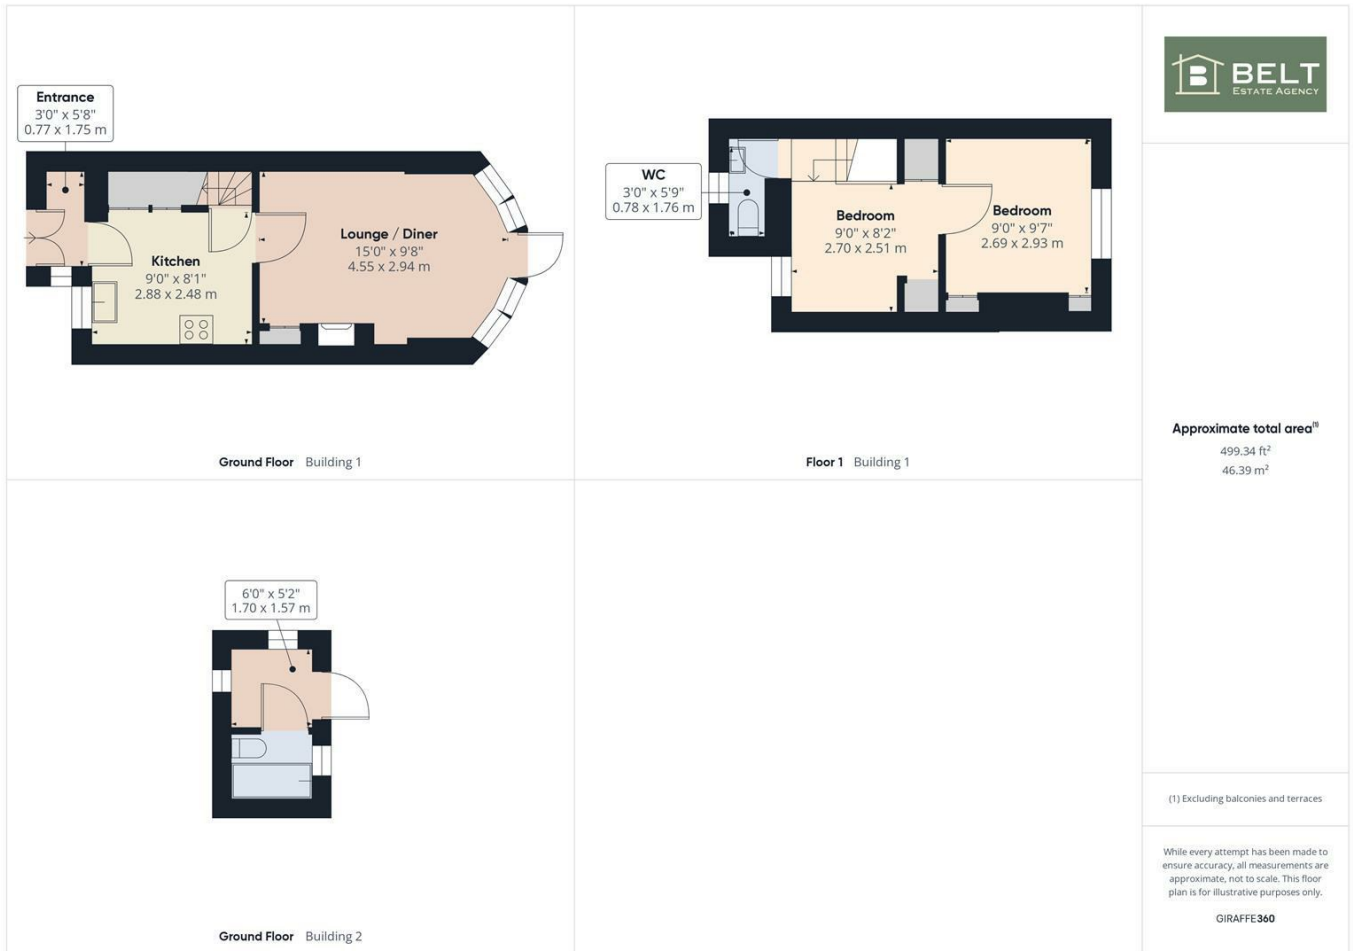 Entrance
3'0" x 5'8"
0.77 x 1.75 m
Kitchen
9'0" x 8'1"
2.88 x 2.48 m
Lounge / Diner
15'0" x 9'8"
4.55 x 2.94 m
Ground Floor Building 1
WC
3'0" x 5'9"
0.78 x 1.76 m
Bedroom
9'0" x 8'2"
2.70 x 2.51 m
Bedroom
9'0" x 9'7"
2.69 x 2.93 m
Floor 1 Building 1
6'0" x 5'2"
1.70 x 1.57 m
Ground Floor Building 2
B BELT
ESTATE AGENCY
Approximate total area(1)
499.34 ft²
46.39 m²
(1) Excluding balconies and terraces
While every attempt has been made to
ensure accuracy, all measurements are
approximate, not to scale. This floor
plan is for illustrative purposes only.
GIRAFFE360